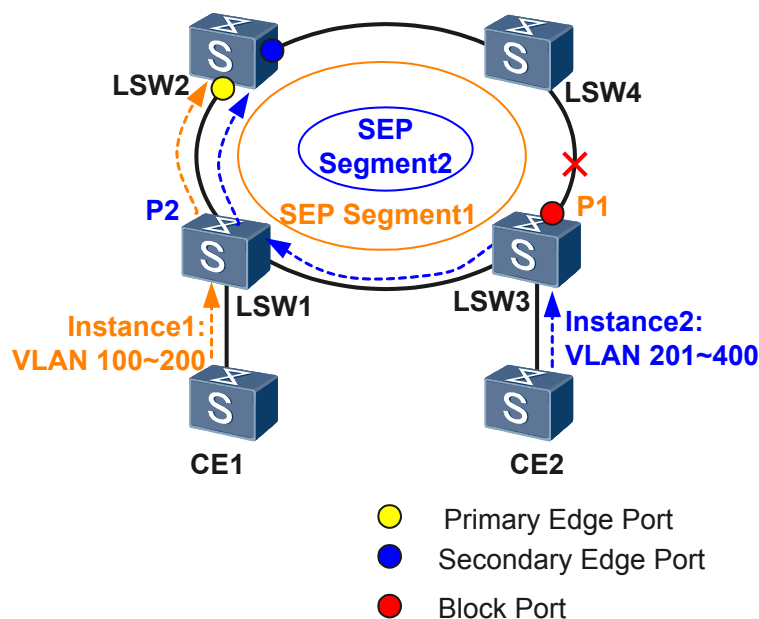 S
S
LSW2
LSW4
SEP
Segment2
P2
SEP Segment1
P1
S
S
LSW1
LSW3
Instance1:
VLAN 100~200
Instance2:
VLAN 201~400
S
S
CE1
CE2
Primary Edge Port
Secondary Edge Port
Block Port